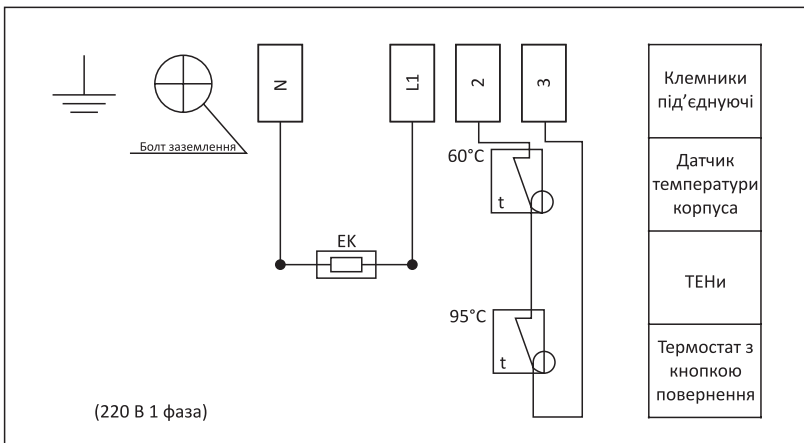 N
L1
2
3
Болт заземлення
60°C
t
EK
95°C
t
(220 В 1 фаза)
Клемники
під’єднуючі
Датчик
температури
корпуса
ТЕНи
Термостат з
кнопкою
повернення